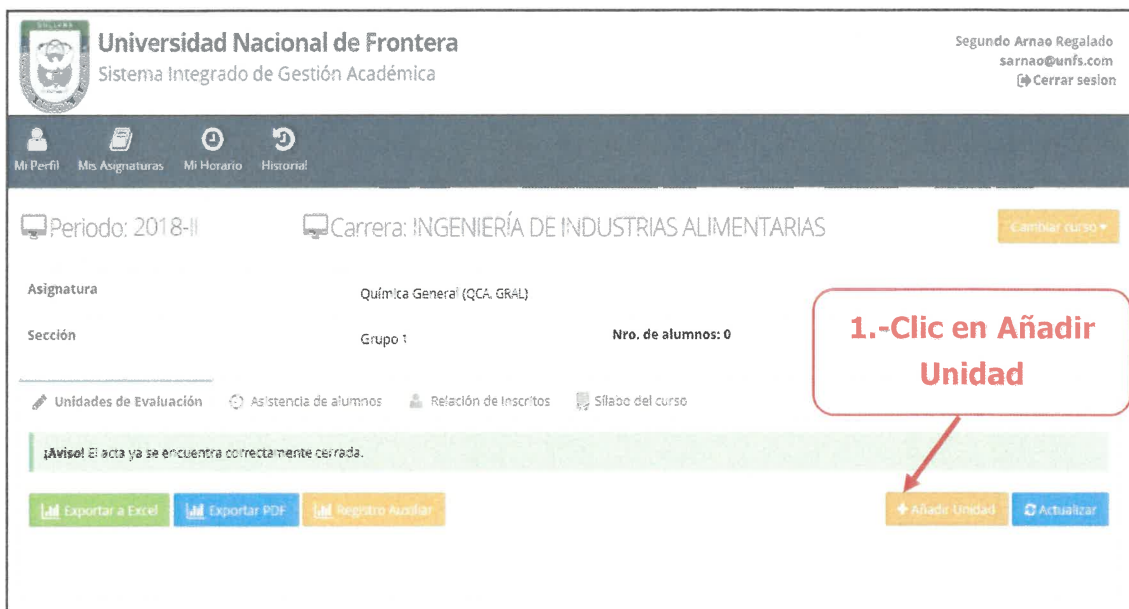 Universidad Nacional de Frontera
Sistema Integrado de Gestión Académica
Segundo Arnao Regalado
sarnao@unfs.com
Cerrar sesion
Mi Perfil Mis Asignaturas Mi Horario Historial
Periodo: 2018-II Carrera: INGENIERÍA DE INDUSTRIAS ALIMENTARIAS Cambiar curso
Asignatura Química General (QCA. GRAL)
Sección Grupo 1 Nro. de alumnos: 0
1.-Clic en Añadir
Unidad
Unidades de Evaluación Asistencia de alumnos Relación de Inscritos Sílabo del curso
¡Aviso! El acta ya se encuentra correctamente cerrada.
Exportar a Excel Exportar PDF Registro Auxiliar Añadir Unidad Actualizar